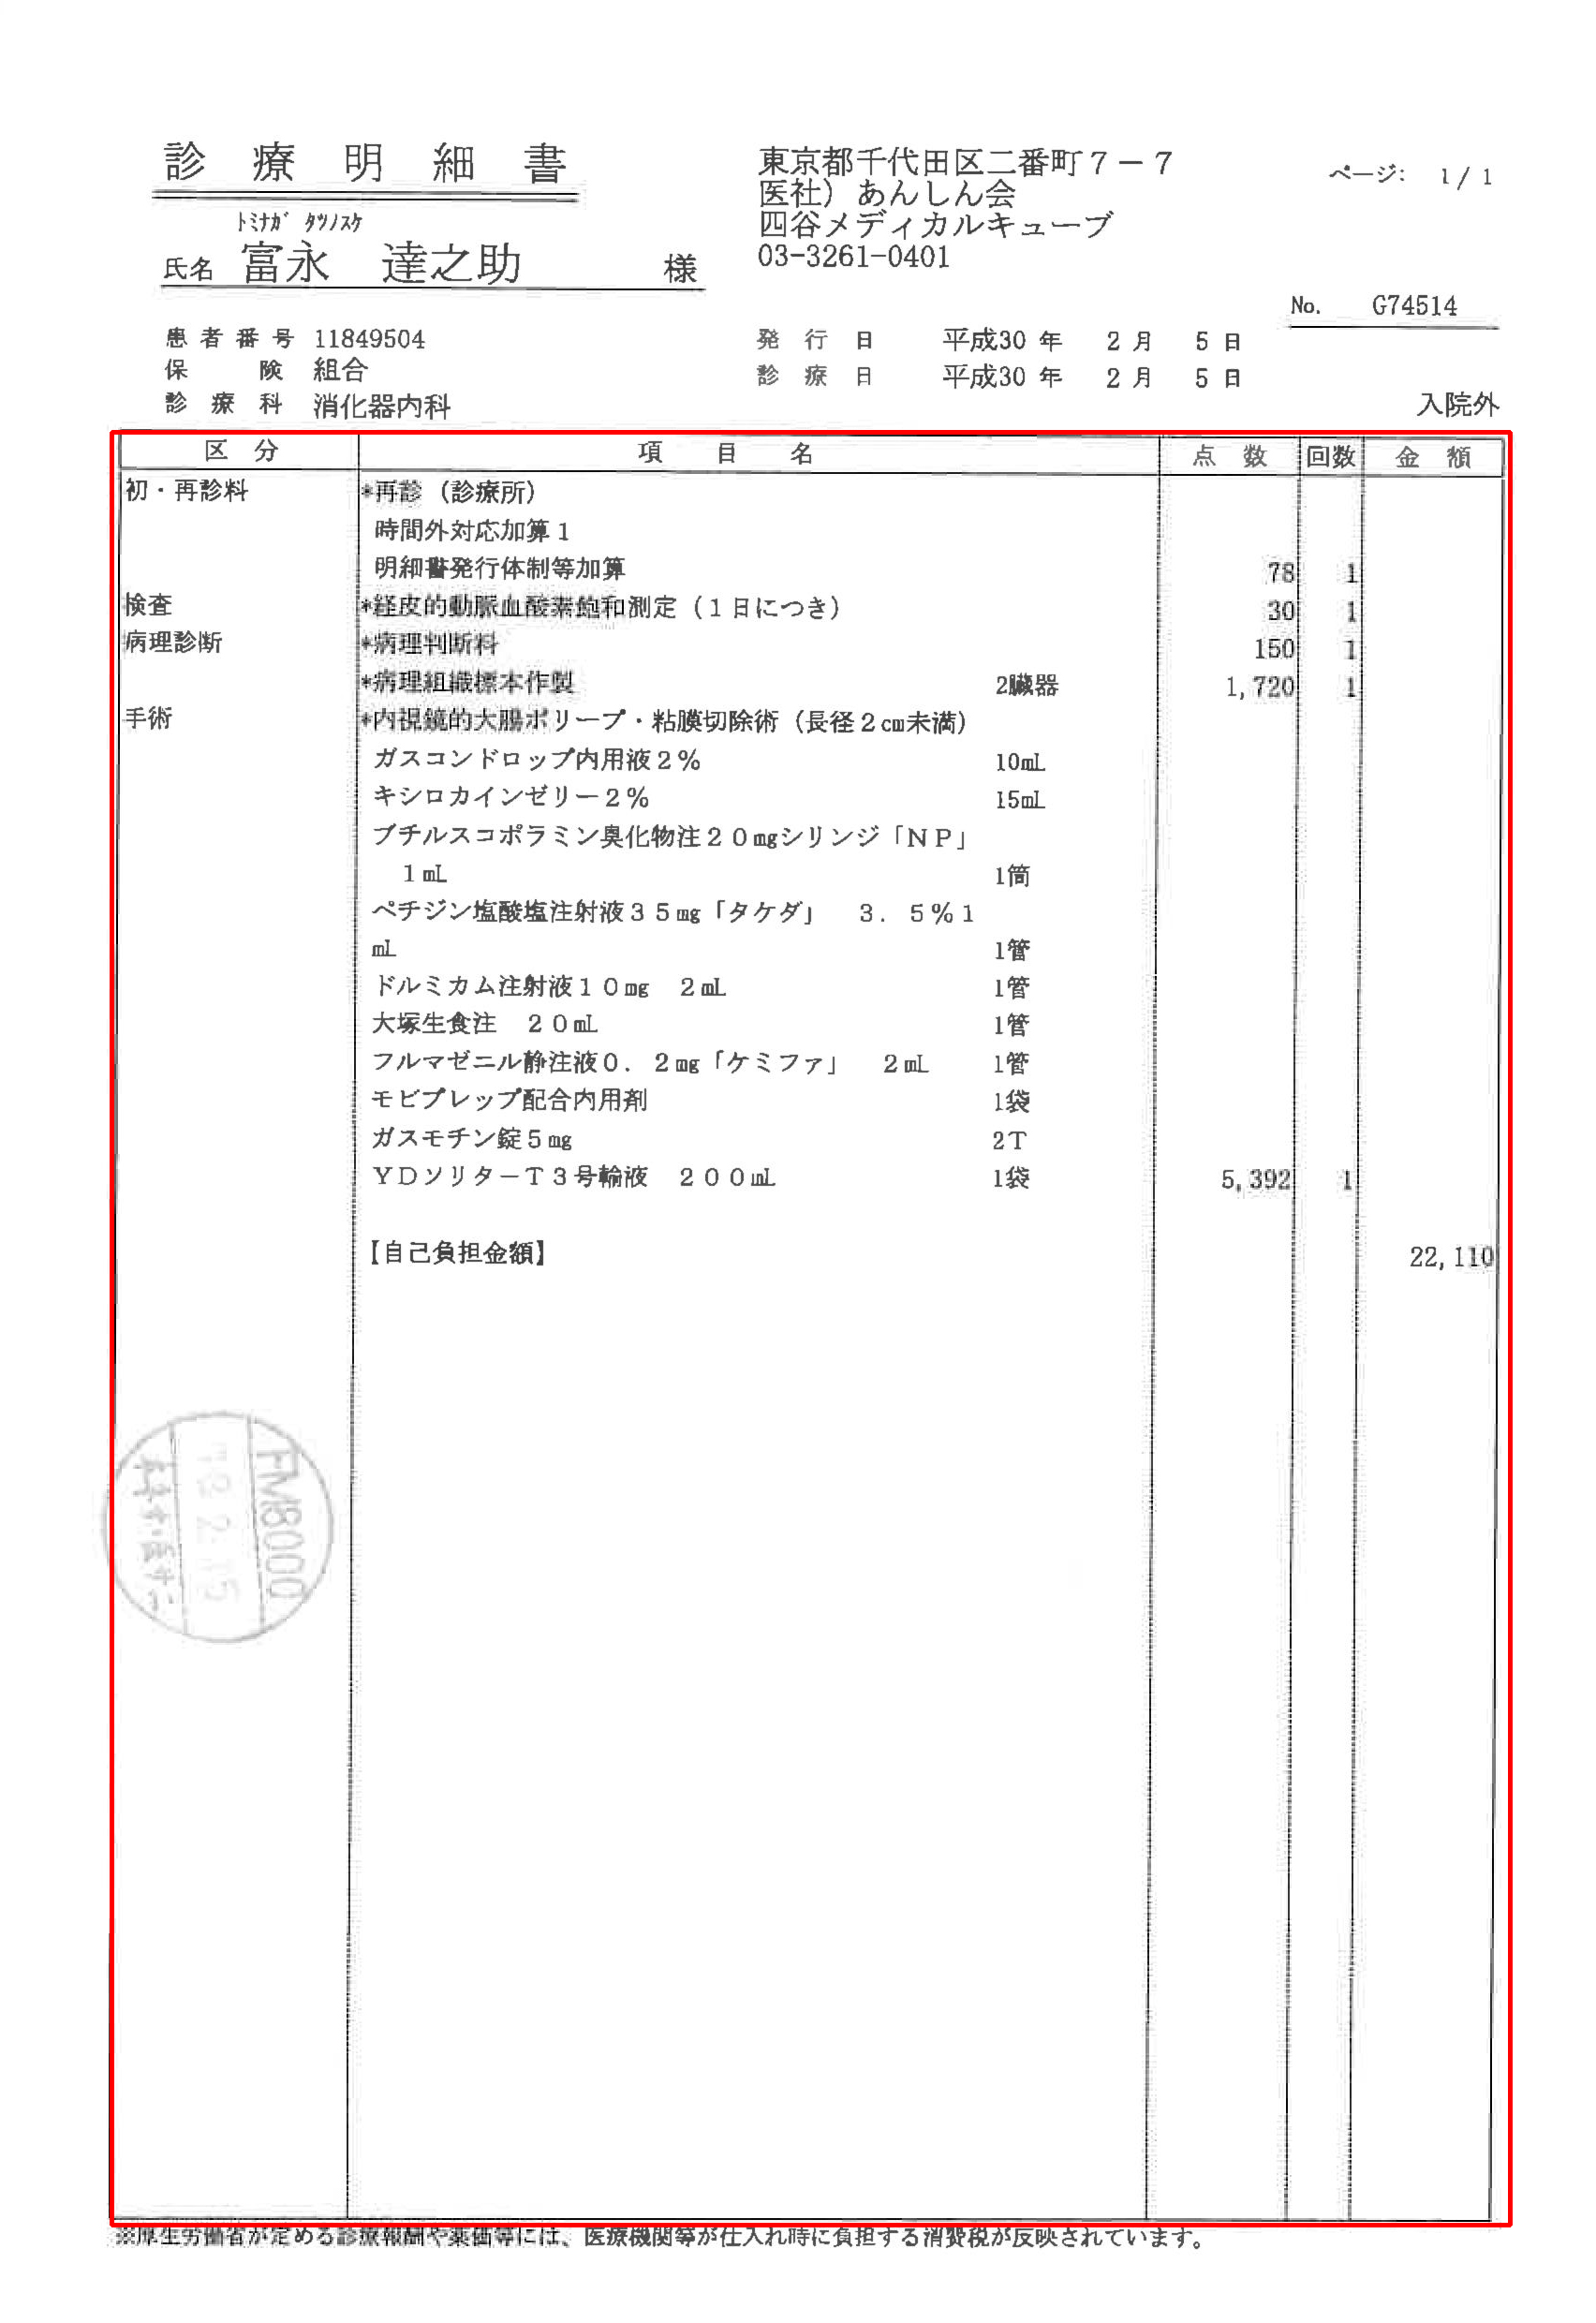 診療明細書
東京都千代田区二番町７－７
医社）あんしん会
四谷メディカルキューブ
03-3261-0401
ページ: 1/1
ﾄﾐﾅｶﾞ ﾀﾂﾉｽｹ
氏名 富永 達之助 様
No. G74514
患者番号 11849504
保険 組合
診療科 消化器内科
発行日 平成30年 2月 5日
診療日 平成30年 2月 5日
入院外
区分 項目名 点数 回数 金額
初・再診料 *再診（診療所）
時間外対応加算１
明細書発行体制等加算 78 1
検査 *経皮的動脈血酸素飽和測定（１日につき） 30 1
病理診断 *病理判断料 150 1
*病理組織標本作製 2臓器 1,720 1
手術 *内視鏡的大腸ポリープ・粘膜切除術（長径２㎝未満）
ガスコンドロップ内用液２％ 10mL
キシロカインゼリー２％ 15mL
ブチルスコポラミン臭化物注２０㎎シリンジ「ＮＰ」
１mL 1筒
ペチジン塩酸塩注射液３５㎎「タケダ」 ３．５％１
mL 1管
ドルミカム注射液１０㎎ ２mL 1管
大塚生食注 ２０mL 1管
フルマゼニル静注液０．２㎎「ケミファ」 ２mL 1管
モビプレップ配合内用剤 1袋
ガスモチン錠５㎎ 2T
ＹＤソリターＴ３号輸液 ２００mL 1袋 5,392 1
【自己負担金額】 22,110
FM8000
※厚生労働省が定める診療報酬や薬価等には、医療機関等が仕入れ時に負担する消費税が反映されています。